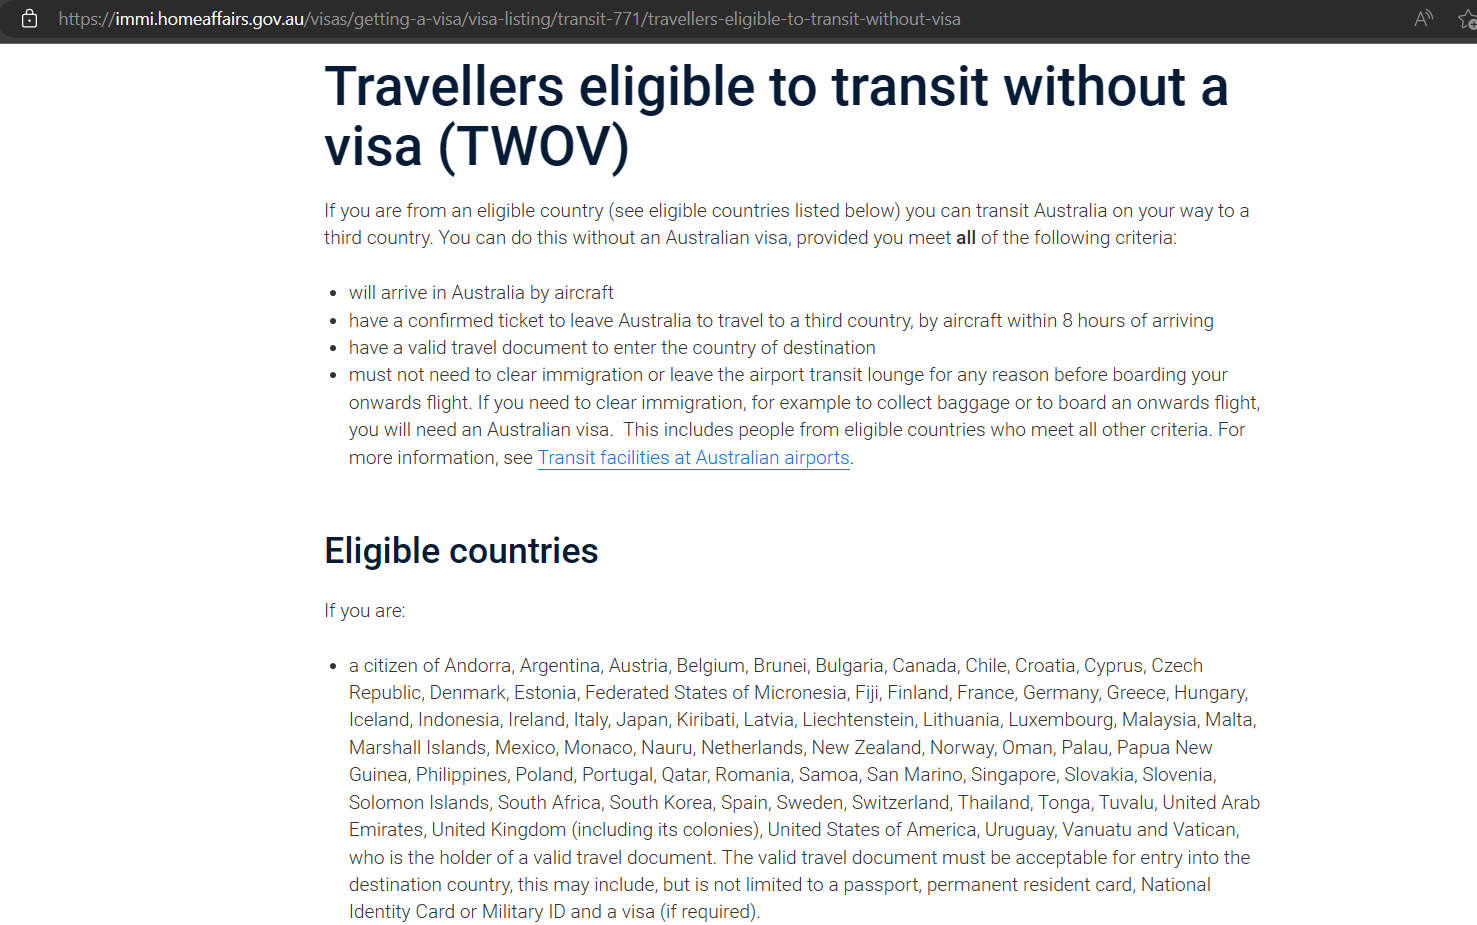 https://immi.homeaffairs.gov.au/visas/getting-a-visa/visa-listing/transit-771/travellers-eligible-to-transit-without-visa
Travellers eligible to transit without a
visa (TWOV)
If you are from an eligible country (see eligible countries listed below) you can transit Australia on your way to a
third country. You can do this without an Australian visa, provided you meet all of the following criteria:
• will arrive in Australia by aircraft
• have a confirmed ticket to leave Australia to travel to a third country, by aircraft within 8 hours of arriving
• have a valid travel document to enter the country of destination
• must not need to clear immigration or leave the airport transit lounge for any reason before boarding your
onwards flight. If you need to clear immigration, for example to collect baggage or to board an onwards flight,
you will need an Australian visa.  This includes people from eligible countries who meet all other criteria. For
more information, see Transit facilities at Australian airports.
Eligible countries
If you are:
• a citizen of Andorra, Argentina, Austria, Belgium, Brunei, Bulgaria, Canada, Chile, Croatia, Cyprus, Czech
Republic, Denmark, Estonia, Federated States of Micronesia, Fiji, Finland, France, Germany, Greece, Hungary,
Iceland, Indonesia, Ireland, Italy, Japan, Kiribati, Latvia, Liechtenstein, Lithuania, Luxembourg, Malaysia, Malta,
Marshall Islands, Mexico, Monaco, Nauru, Netherlands, New Zealand, Norway, Oman, Palau, Papua New
Guinea, Philippines, Poland, Portugal, Qatar, Romania, Samoa, San Marino, Singapore, Slovakia, Slovenia,
Solomon Islands, South Africa, South Korea, Spain, Sweden, Switzerland, Thailand, Tonga, Tuvalu, United Arab
Emirates, United Kingdom (including its colonies), United States of America, Uruguay, Vanuatu and Vatican,
who is the holder of a valid travel document. The valid travel document must be acceptable for entry into the
destination country, this may include, but is not limited to a passport, permanent resident card, National
Identity Card or Military ID and a visa (if required).